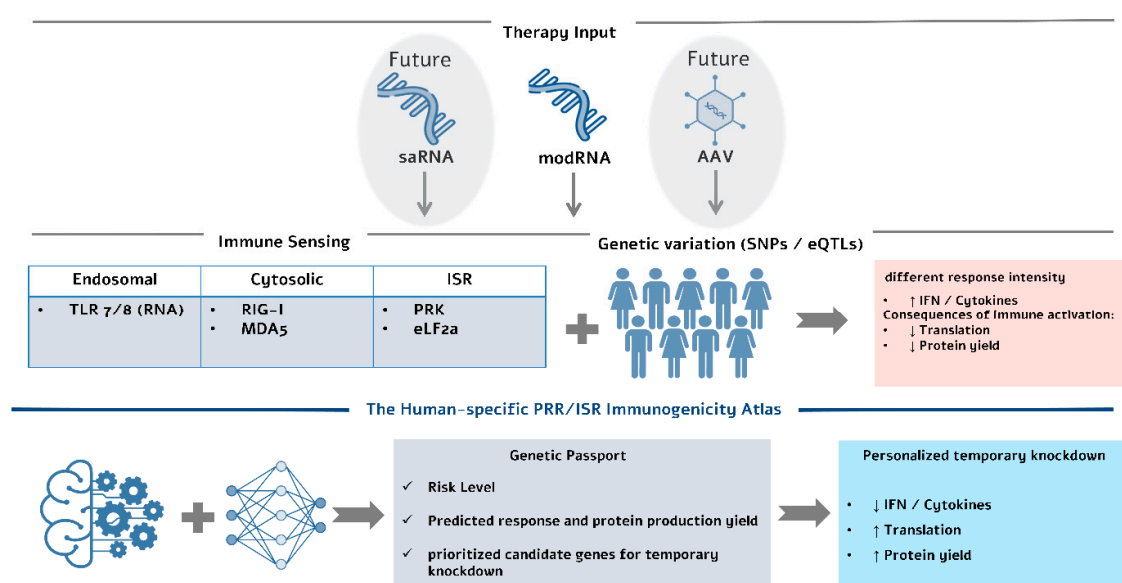 Therapy Input
Future
Future
saRNA
modRNA
AAV
Immune Sensing
Genetic variation (SNPs / eQTLs)
Endosomal
Cytosolic
ISR
• TLR 7/8 (RNA)
• RIG-I
• MDA5
• PRK
• eLF2a
different response intensity
• ↑ IFN / Cytokines
Consequences of Immune activation:
• ↓ Translation
• ↓ Protein yield
The Human-specific PRR/ISR Immunogenicity Atlas
Genetic Passport
✓ Risk Level
✓ Predicted response and protein production yield
✓ prioritized candidate genes for temporary
knockdown
Personalized temporary knockdown
• ↓ IFN / Cytokines
• ↑ Translation
• ↑ Protein yield